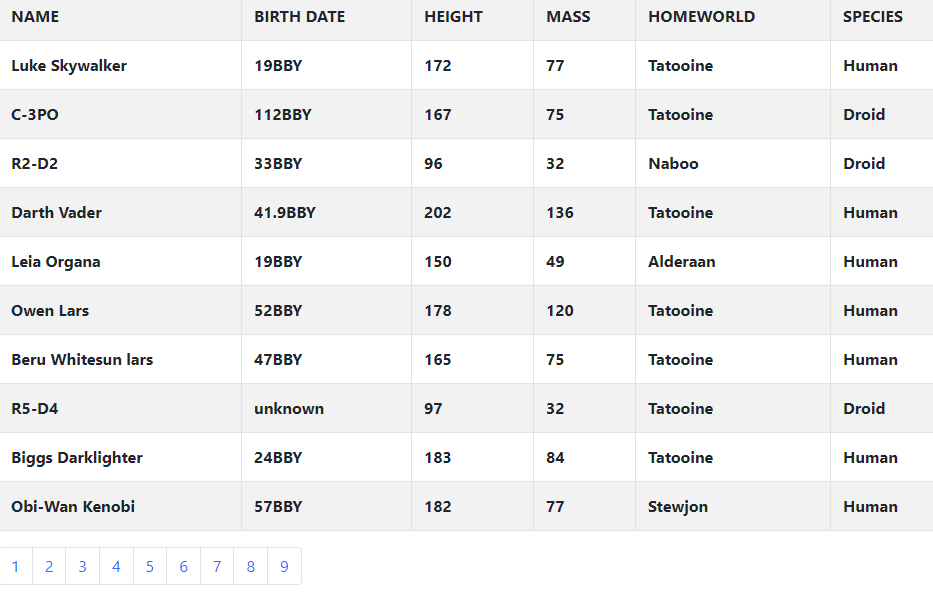 NAME BIRTH DATE HEIGHT MASS HOMEWORLD SPECIES
Luke Skywalker 19BBY 172 77 Tatooine Human
C-3PO 112BBY 167 75 Tatooine Droid
R2-D2 33BBY 96 32 Naboo Droid
Darth Vader 41.9BBY 202 136 Tatooine Human
Leia Organa 19BBY 150 49 Alderaan Human
Owen Lars 52BBY 178 120 Tatooine Human
Beru Whitesun lars 47BBY 165 75 Tatooine Human
R5-D4 unknown 97 32 Tatooine Droid
Biggs Darklighter 24BBY 183 84 Tatooine Human
Obi-Wan Kenobi 57BBY 182 77 Stewjon Human
1 2 3 4 5 6 7 8 9